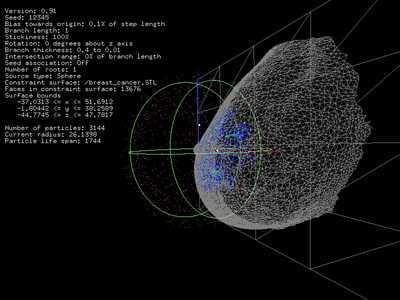 Version: 0.91
Seed: 12345
Bias towards origin: 0.1% of step length
Branch length: 1
Stickiness: 100%
Rotation: 0 degrees about z axis
Branch thickness: 0.4 to 0.01
Intersection range: 0% of branch length
Seed association: Off
Number of roots: 1
Source type: Sphere
Constraint surface: /breast_cancer.STL
Faces in constraint surface: 13676
Surface bounds
-37.0313 <= x <= 51.6912
-1.80442 <= y <= 38.2589
-44.7745 <= z <= 47.7817
Number of particles: 3144
Current radius: 26.1398
Particle life span: 1744